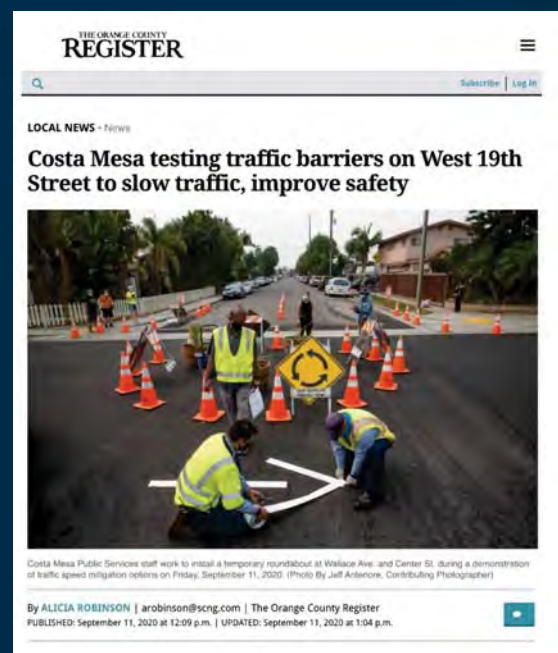 THE ORANGE COUNTY
REGISTER
Subscribe | Log In
LOCAL NEWS • News
Costa Mesa testing traffic barriers on West 19th
Street to slow traffic, improve safety
Costa Mesa Public Services staff work to install a temporary roundabout at Wallace Ave. and Center St. during a demonstration
of traffic speed mitigation options on Friday, September 11, 2020. (Photo By Jeff Antenore, Contributing Photographer)
By ALICIA ROBINSON | arobinson@scng.com | The Orange County Register
PUBLISHED: September 11, 2020 at 12:09 p.m. | UPDATED: September 11, 2020 at 1:04 p.m.